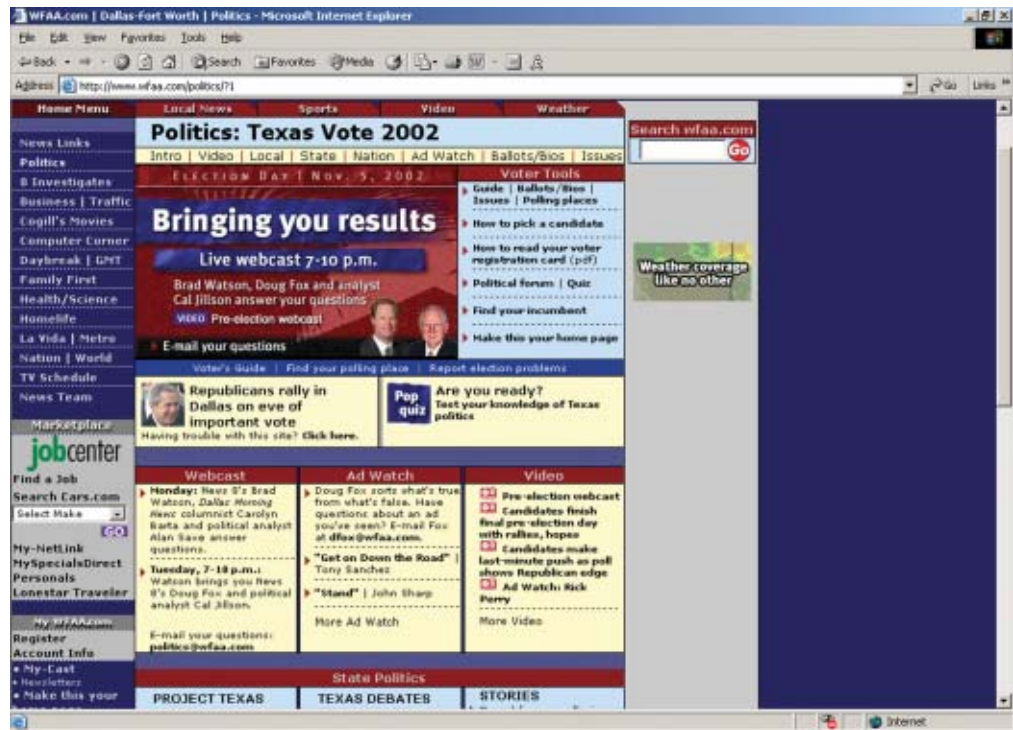 WFAA.com | Dallas-Fort Worth | Politics - Microsoft Internet Explorer
File Edit View Favorites Tools Help
Back Search Favorites Media
Address http://www.wfaa.com/politics/?1 Go Links
Home Menu Local News Sports Video Weather
News Links
Politics
8 Investigates
Business | Traffic
Cogill's Movies
Computer Corner
Daybreak | GMT
Family First
Health/Science
Homelife
La Vida | Metro
Nation | World
TV Schedule
News Team
Marketplace
jobcenter
Find a Job
Search Cars.com
Select Make
GO
My-NetLink
MySpecialsDirect
Personals
Lonestar Traveler
My WFAA.com
Register
Account Info
• My-Cast
• Newsletters
• Make this your
Politics: Texas Vote 2002
Intro | Video | Local | State | Nation | Ad Watch | Ballots/Bios | Issues
ELECTION DAY | NOV. 5, 2002
Bringing you results
Live webcast 7-10 p.m.
Brad Watson, Doug Fox and analyst
Cal Jillson answer your questions
VIDEO Pre-election webcast
E-mail your questions
Voter Tools
Guide | Ballots/Bios |
Issues | Polling places
How to pick a candidate
How to read your voter
registration card (pdf)
Political forum | Quiz
Find your incumbent
Make this your home page
Voter's Guide | Find your polling place | Report election problems
Republicans rally in
Dallas on eve of
important vote
Having trouble with this site? Click here.
Pop
quiz
Are you ready?
Test your knowledge of Texas
politics
Webcast
Monday: News 8's Brad
Watson, Dallas Morning
News columnist Carolyn
Barta and political analyst
Alan Saxe answer
questions.
Tuesday, 7-10 p.m.:
Watson brings you News
8's Doug Fox and political
analyst Cal Jillson.
E-mail your questions:
politics@wfaa.com
Ad Watch
Doug Fox sorts what's true
from what's false. Have
questions about an ad
you've seen? E-mail Fox
at dfox@wfaa.com.
"Get on Down the Road" |
Tony Sanchez
"Stand" | John Sharp
More Ad Watch
Video
Pre-election webcast
Candidates finish
final pre-election day
with rallies, hopes
Candidates make
last-minute push as poll
shows Republican edge
Ad Watch: Rick
Perry
More Video
State Politics
PROJECT TEXAS TEXAS DEBATES STORIES
Search wfaa.com
Go
Weather coverage
like no other
Internet